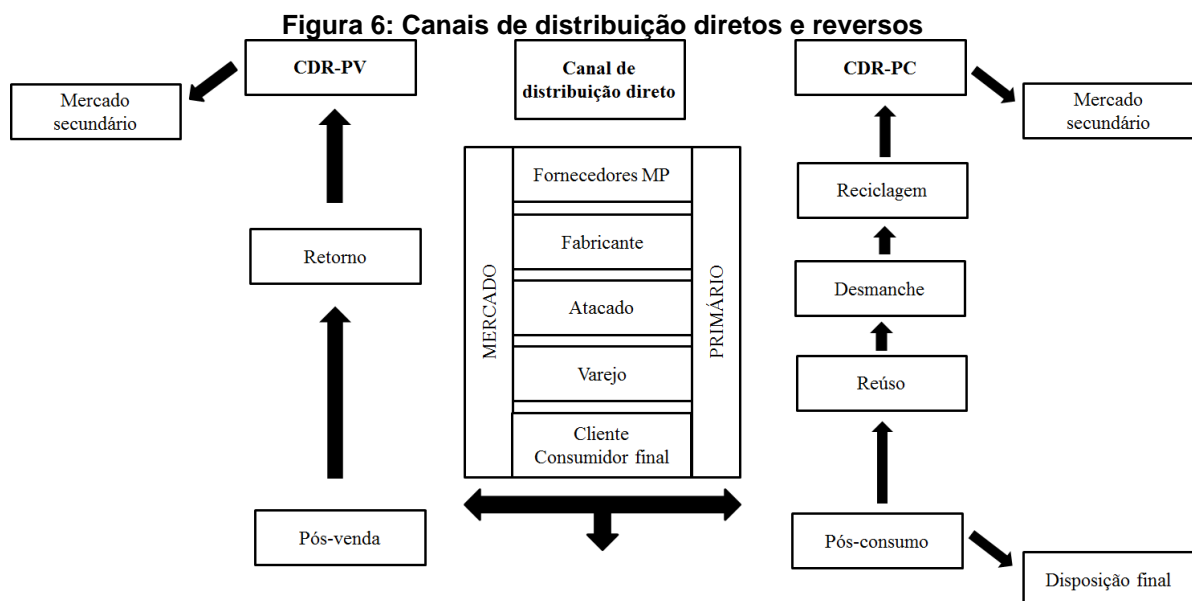 Figura 6: Canais de distribuição diretos e reversos
CDR-PV
Canal de
distribuição direto
CDR-PC
Mercado
secundário
Mercado
secundário
Fornecedores MP
Reciclagem
Fabricante
Retorno
MERCADO
PRIMÁRIO
Desmanche
Atacado
Varejo
Reúso
Cliente
Consumidor final
Pós-venda
Pós-consumo
Disposição final